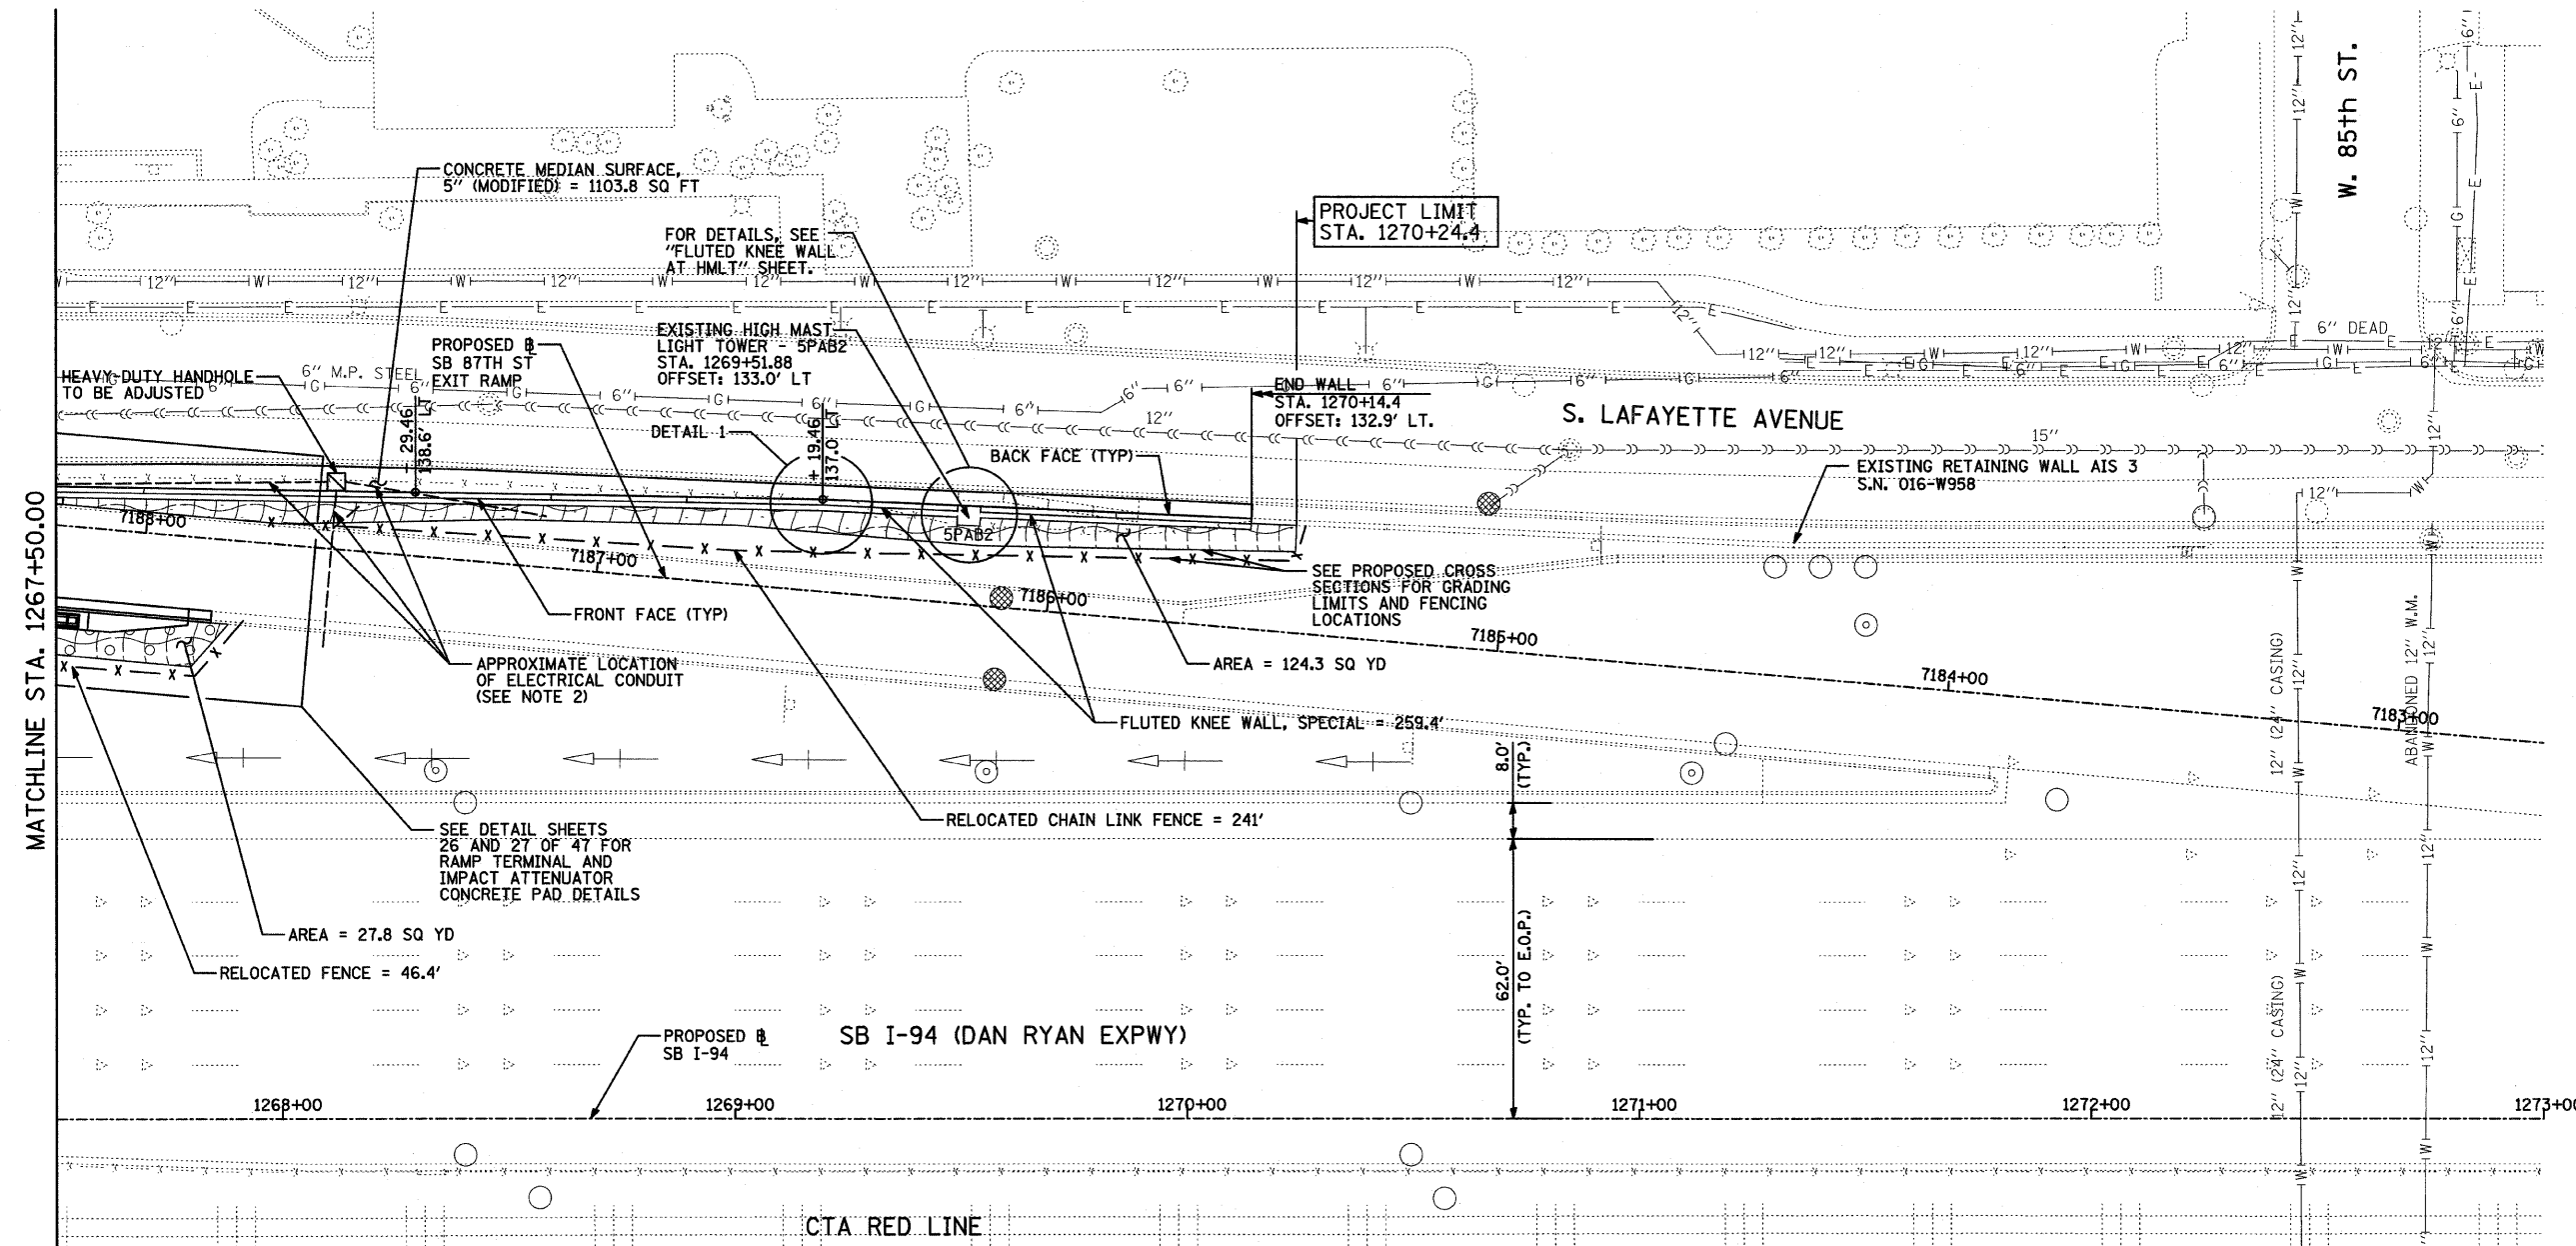 W. 85th ST.
CONCRETE MEDIAN SURFACE,
5" (MODIFIED) = 1103.8 SQ FT
PROJECT LIMIT
STA. 1270+24.4
FOR DETAILS, SEE
"FLUTED KNEE WALL
AT HMLT" SHEET.
EXISTING HIGH MAST
LIGHT TOWER - 5PAB2
STA. 1269+51.88
OFFSET: 133.0' LT
PROPOSED BL
SB 87TH ST
EXIT RAMP
HEAVY-DUTY HANDHOLE
TO BE ADJUSTED
6" M.P. STEEL
6" DEAD
END WALL
STA. 1270+14.4
OFFSET: 132.9' LT.
S. LAFAYETTE AVENUE
12"
15"
DETAIL 1
+ 29.46
138.6' LT
+ 19.46
137.0' LT
BACK FACE (TYP)
EXISTING RETAINING WALL AIS 3
S.N. 016-W958
MATCHLINE STA. 1267+50.00
7188+00
7187+00
7186+00
7185+00
7184+00
7183+00
5PAB2
SEE PROPOSED CROSS
SECTIONS FOR GRADING
LIMITS AND FENCING
LOCATIONS
FRONT FACE (TYP)
APPROXIMATE LOCATION
OF ELECTRICAL CONDUIT
(SEE NOTE 2)
AREA = 124.3 SQ YD
FLUTED KNEE WALL, SPECIAL = 259.4'
8.0'
(TYP.)
RELOCATED CHAIN LINK FENCE = 241'
SEE DETAIL SHEETS
26 AND 27 OF 47 FOR
RAMP TERMINAL AND
IMPACT ATTENUATOR
CONCRETE PAD DETAILS
AREA = 27.8 SQ YD
RELOCATED FENCE = 46.4'
62.0'
(TYP. TO E.O.P.)
12" (24" CASING)
ABANDONED 12" W.M.
12" (24" CASING)
PROPOSED BL
SB I-94
SB I-94 (DAN RYAN EXPWY)
1268+00
1269+00
1270+00
1271+00
1272+00
1273+00
CTA RED LINE